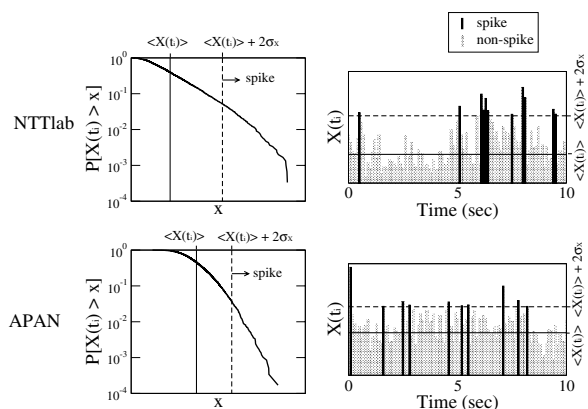 spike
non-spike
NTTlab
<X(tᵢ)>
<X(tᵢ)> + 2σₓ
spike
P[X(tᵢ) > x]
10⁰
10⁻¹
10⁻²
10⁻³
10⁻⁴
x
X(tᵢ)
0
5
10
Time (sec)
<X(tᵢ)>
<X(tᵢ)> + 2σₓ
APAN
<X(tᵢ)>
<X(tᵢ)> + 2σₓ
spike
P[X(tᵢ) > x]
10⁰
10⁻¹
10⁻²
10⁻³
10⁻⁴
x
X(tᵢ)
0
5
10
Time (sec)
<X(tᵢ)>
<X(tᵢ)> + 2σₓ